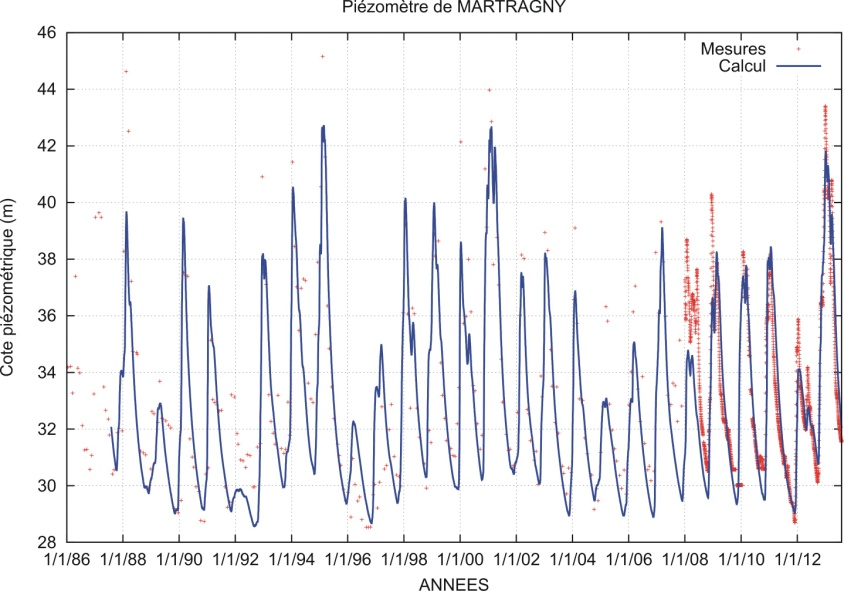 Piézomètre de MARTRAGNY
46
44
42
40
38
36
34
32
30
28
Cote piézométrique (m)
Mesures
Calcul
1/1/86 1/1/88 1/1/90 1/1/92 1/1/94 1/1/96 1/1/98 1/1/00 1/1/02 1/1/04 1/1/06 1/1/08 1/1/10 1/1/12
ANNEES